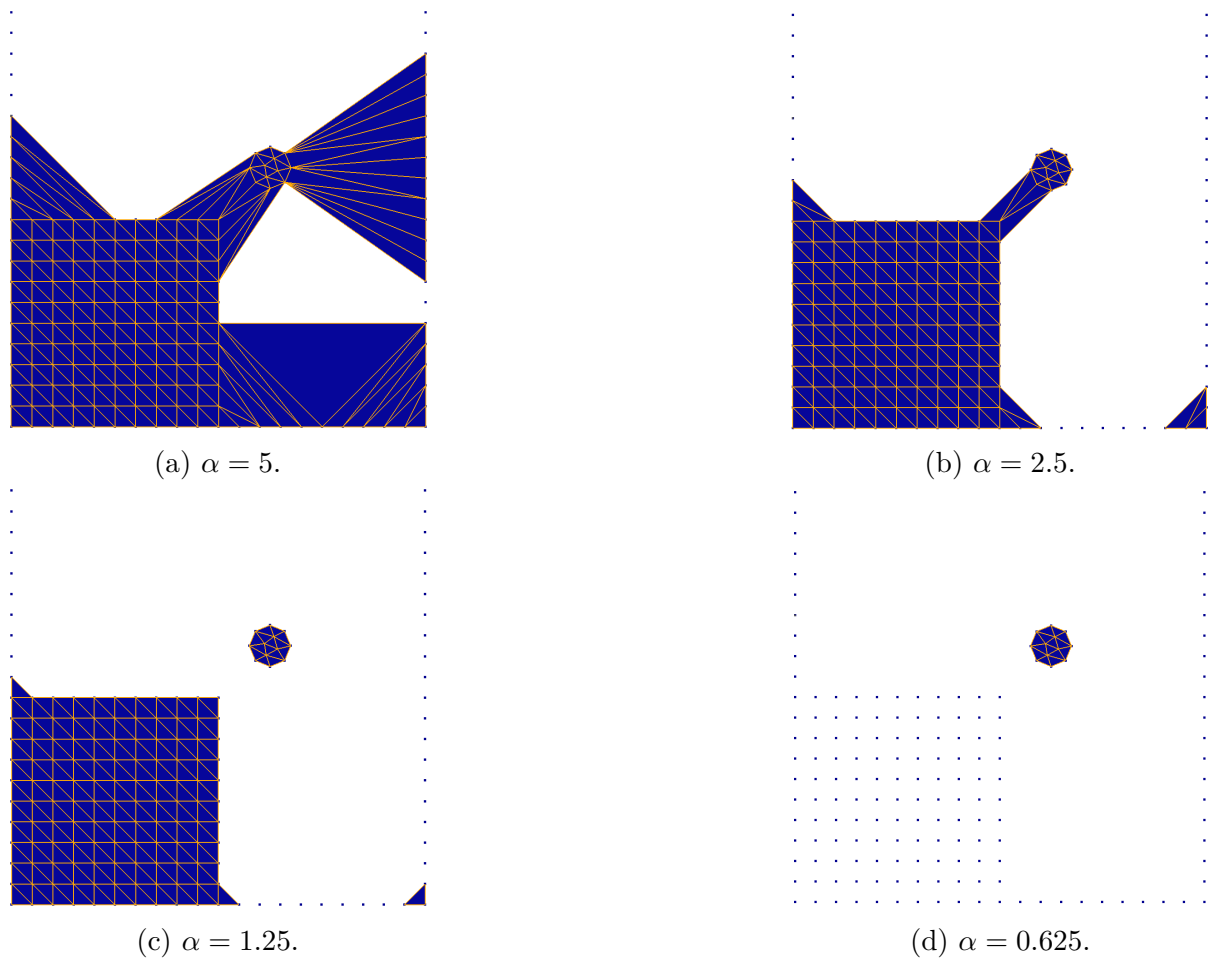 (a) α = 5.
(b) α = 2.5.
(c) α = 1.25.
(d) α = 0.625.